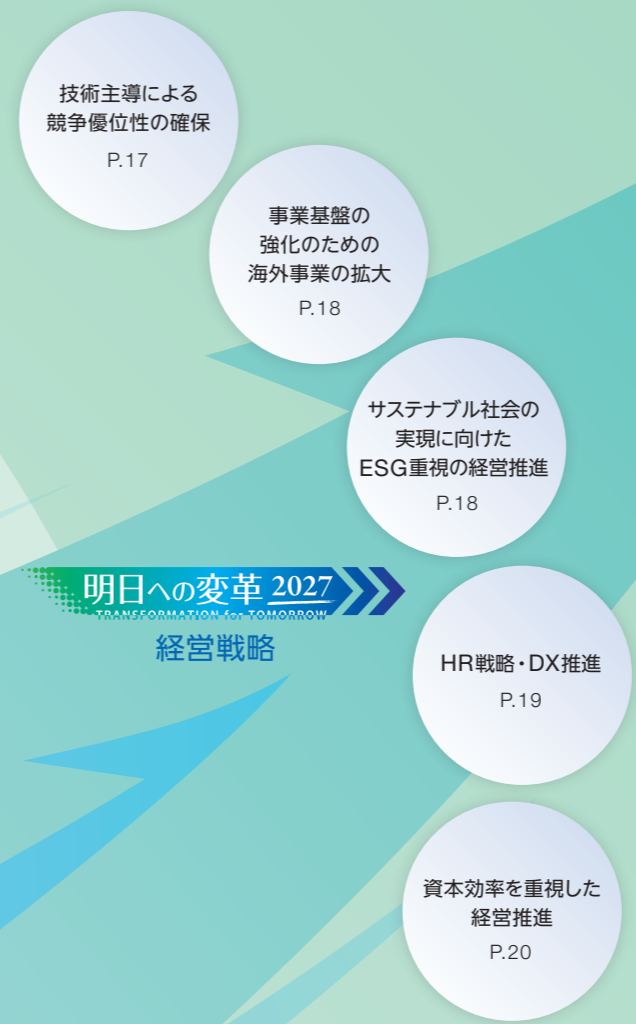 技術主導による
競争優位性の確保
P.17
事業基盤の
強化のための
海外事業の拡大
P.18
サステナブル社会の
実現に向けた
ESG重視の経営推進
P.18
明日への変革 2027
TRANSFORMATION for TOMORROW
経営戦略
HR戦略・DX推進
P.19
資本効率を重視した
経営推進
P.20